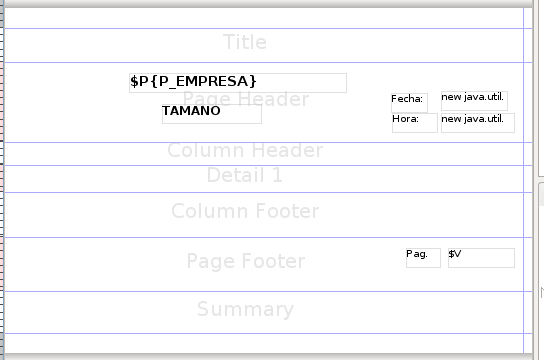 Title
$P{P_EMPRESA}
Page Header
Fecha: new java.util.
TAMANO
Hora: new java.util.
Column Header
Detail 1
Column Footer
Page Footer
Pag. $V
Summary